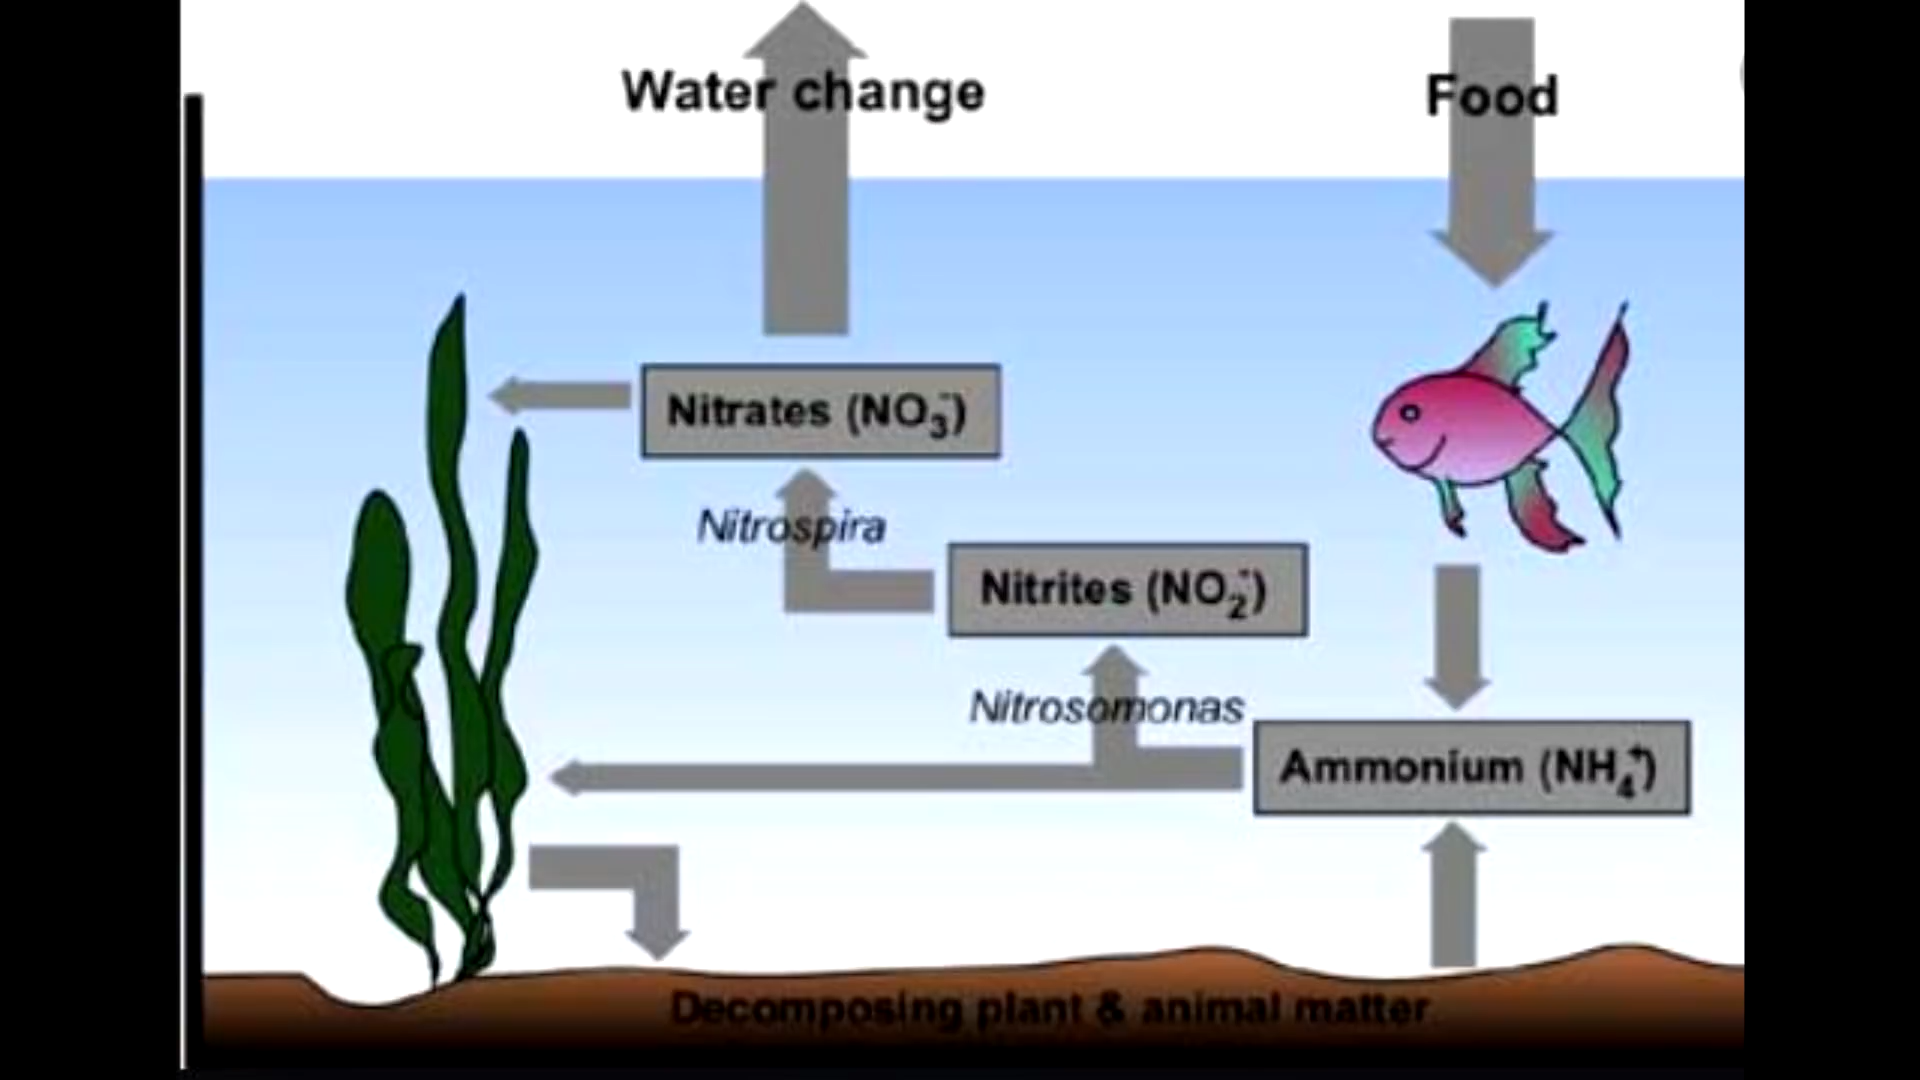 Water change
Food
Nitrates (NO₃⁻)
Nitrospira
Nitrites (NO₂⁻)
Nitrosomonas
Ammonium (NH₄⁺)
Decomposing plant & animal matter